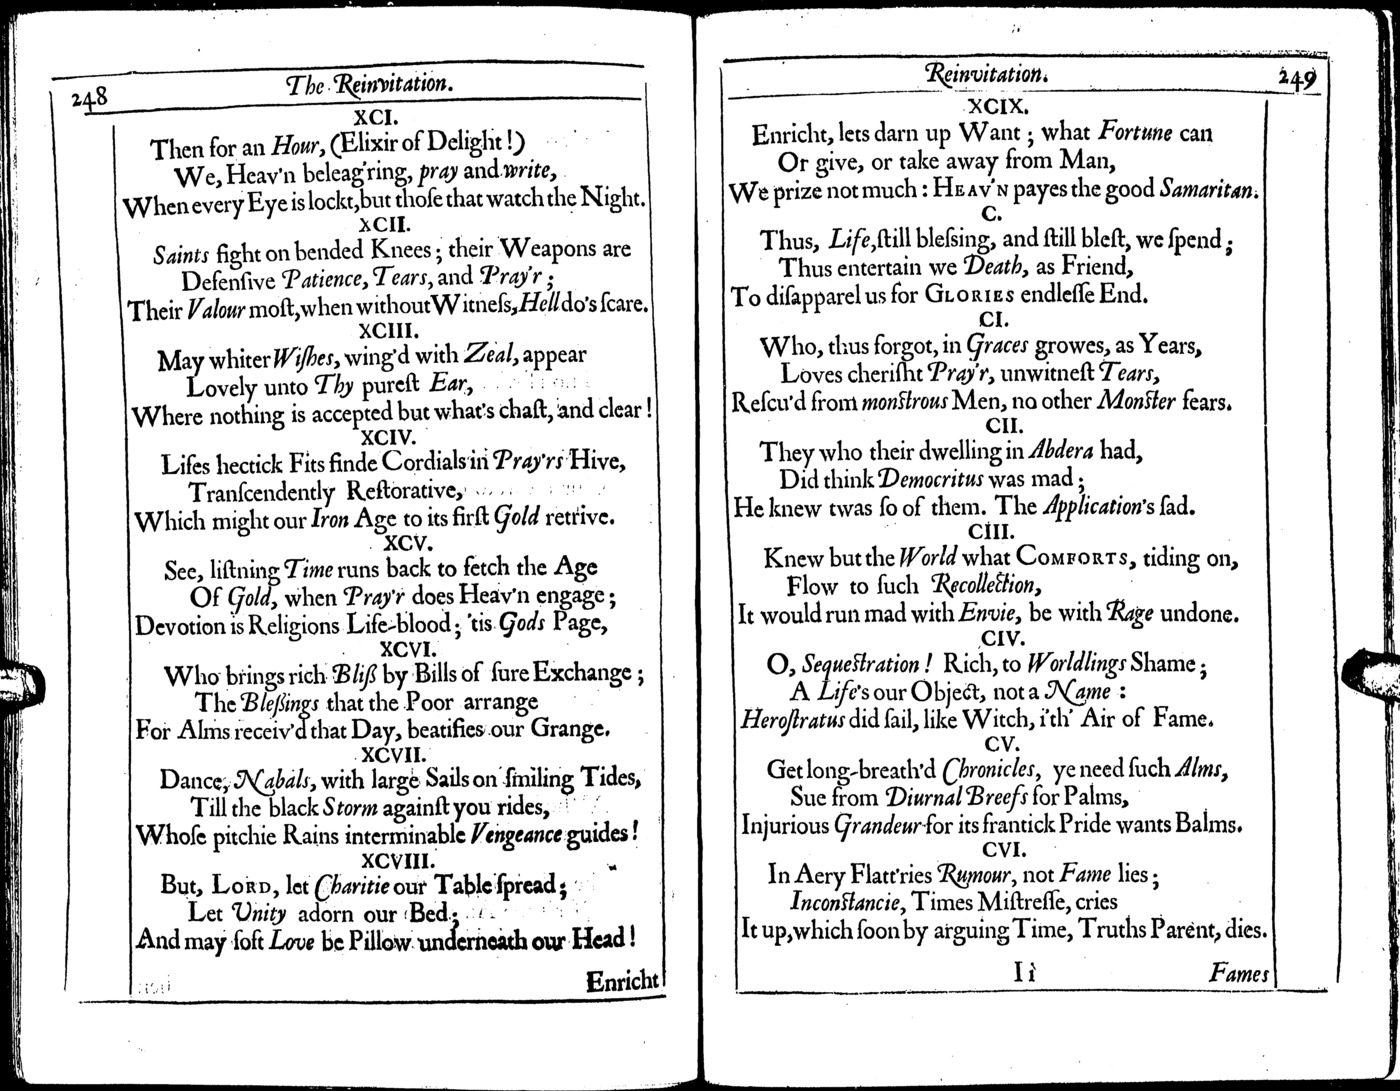 248
The Reinvitation.
XCI.
Then for an Hour, (Elixir of Delight!)
We, Heav'n beleag'ring, pray and write,
When every Eye is lockt, but thoſe that watch the Night.
XCII.
Saints fight on bended Knees; their Weapons are
Defenſive Patience, Tears, and Pray'r;
Their Valour moſt, when without Witneſs, Hell do's ſcare.
XCIII.
May whiter Wiſhes, wing'd with Zeal, appear
Lovely unto Thy pureſt Ear,
Where nothing is accepted but what's chaſt, and clear!
XCIV.
Lifes hectick Fits finde Cordials in Pray'rs Hive,
Tranſcendently Reſtorative,
Which might our Iron Age to its firſt Gold retrive.
XCV.
See, liſtning Time runs back to fetch the Age
Of Gold, when Pray'r does Heav'n engage;
Devotion is Religions Life-blood; 'tis Gods Page,
XCVI.
Who brings rich Bliſs by Bills of ſure Exchange;
The Bleſsings that the Poor arrange
For Alms receiv'd that Day, beatifies our Grange.
XCVII.
Dance, Nabals, with large Sails on ſmiling Tides,
Till the black Storm againſt you rides,
Whoſe pitchie Rains interminable Vengeance guides!
XCVIII.
But, LORD, let Charitie our Table ſpread;
Let Unity adorn our Bed;
And may ſoft Love be Pillow underneath our Head!
Enricht
Reinvitation.
249
XCIX.
Enricht, lets darn up Want; what Fortune can
Or give, or take away from Man,
We prize not much: HEAV'N payes the good Samaritan.
C.
Thus, Life, ſtill bleſsing, and ſtill bleſt, we ſpend;
Thus entertain we Death, as Friend,
To diſapparel us for GLORIES endleſſe End.
CI.
Who, thus forgot, in Graces growes, as Years,
Loves cheriſht Pray'r, unwitneſt Tears,
Reſcu'd from monſtrous Men, no other Monſter fears.
CII.
They who their dwelling in Abdera had,
Did think Democritus was mad;
He knew twas ſo of them. The Application's ſad.
CIII.
Knew but the World what COMFORTS, tiding on,
Flow to ſuch Recollection,
It would run mad with Envie, be with Rage undone.
CIV.
O, Sequeſtration! Rich, to Worldlings Shame;
A Life's our Object, not a Name:
Heroſtratus did ſail, like Witch, i'th' Air of Fame.
CV.
Get long-breath'd Chronicles, ye need ſuch Alms,
Sue from Diurnal Breefs for Palms,
Injurious Grandeur for its frantick Pride wants Balms.
CVI.
In Aery Flatt'ries Rumour, not Fame lies;
Inconſtancie, Times Miſtreſſe, cries
It up, which ſoon by arguing Time, Truths Parent, dies.
I i
Fames